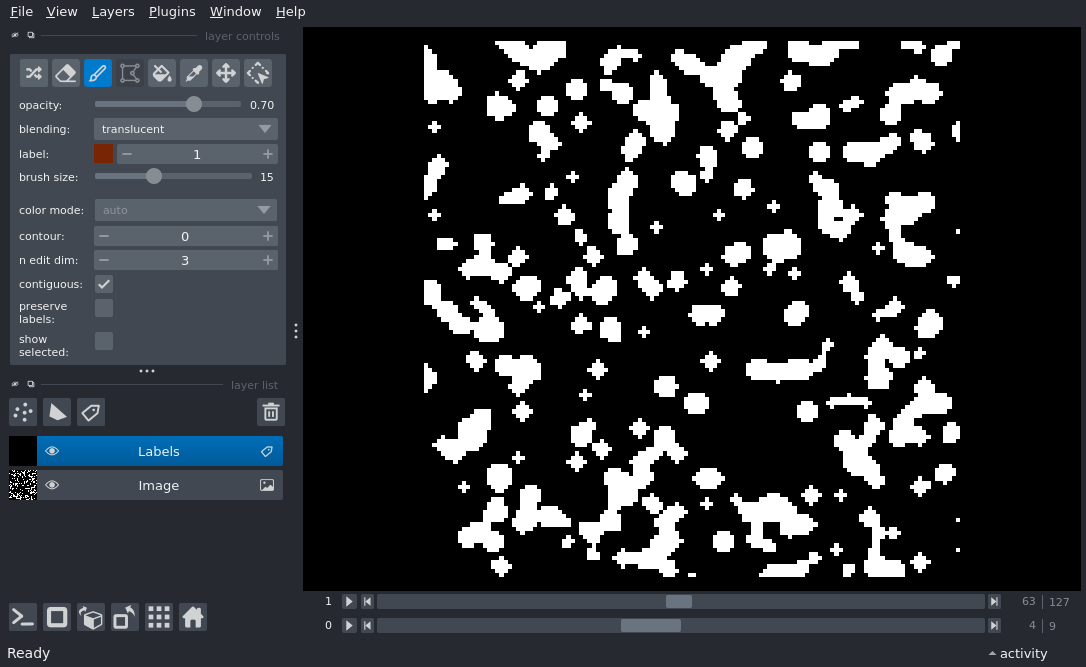 File View Layers Plugins Window Help
layer controls
opacity: 0.70
blending: translucent
label: 1
brush size: 15
color mode: auto
contour: 0
n edit dim: 3
contiguous:
preserve
labels:
show
selected:
layer list
Labels
Image
1 63 127
0 4 9
Ready activity